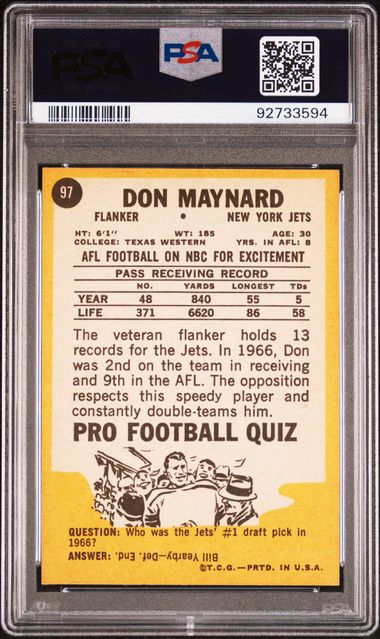 PSA
PSA
92733594
97
DON MAYNARD
FLANKER • NEW YORK JETS
HT: 6'1" WT: 185 AGE: 30
COLLEGE: TEXAS WESTERN YRS. IN AFL: 8
AFL FOOTBALL ON NBC FOR EXCITEMENT
PASS RECEIVING RECORD
NO. YARDS LONGEST TDs
YEAR 48 840 55 5
LIFE 371 6620 86 58
The veteran flanker holds 13
records for the Jets. In 1966, Don
was 2nd on the team in receiving
and 9th in the AFL. The opposition
respects this speedy player and
constantly double-teams him.
PRO FOOTBALL QUIZ
QUESTION: Who was the Jets' #1 draft pick in
1966?
ANSWER: Bill Yearby—Def. End.
©T.C.G.—PRTD. IN U.S.A.